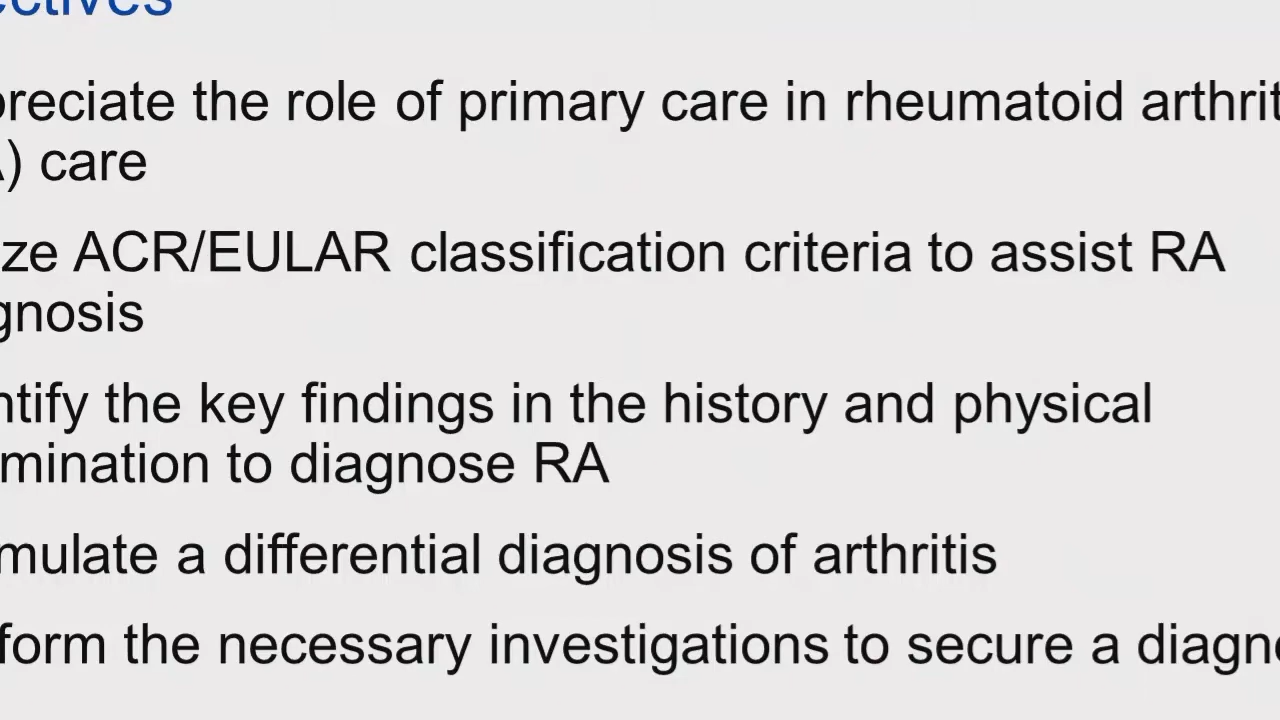 ectives
preciate the role of primary care in rheumatoid arthrit
A) care
ze ACR/EULAR classification criteria to assist RA
gnosis
ntify the key findings in the history and physical
mination to diagnose RA
mulate a differential diagnosis of arthritis
form the necessary investigations to secure a diagno